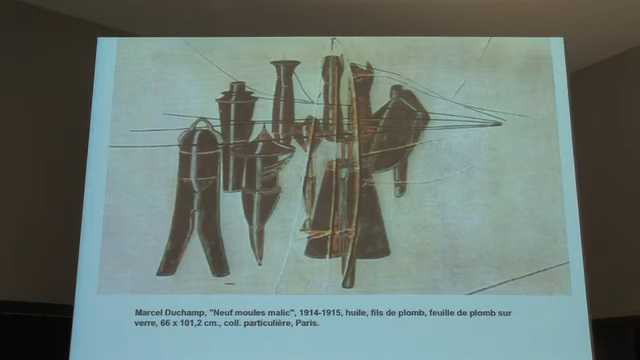 Marcel Duchamp, "Neuf moules malic", 1914-1915, huile, fils de plomb, feuille de plomb sur
verre, 66 x 101,2 cm., coll. particulière, Paris.